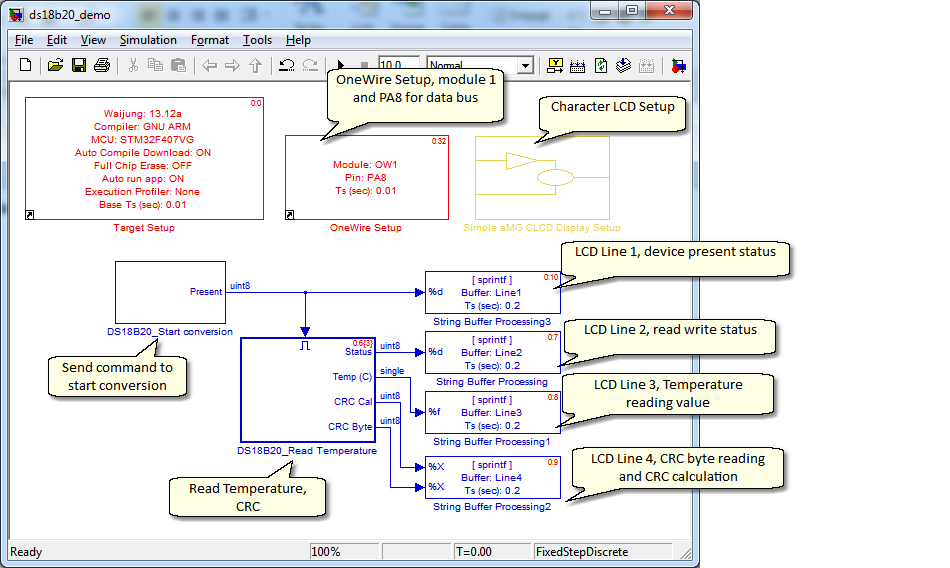 ds18b20_demo
File Edit View Simulation Format Tools Help
10.0 Normal
OneWire Setup, module 1
and PA8 for data bus
Character LCD Setup
0:0
Waijung: 13.12a
Compiler: GNU ARM
MCU: STM32F407VG
Auto Compile Download: ON
Full Chip Erase: OFF
Auto run app: ON
Execution Profiler: None
Base Ts (sec): 0.01
Target Setup
0:32
Module: OW1
Pin: PA8
Ts (sec): 0.01
OneWire Setup
Simple aMG CLCD Display Setup
LCD Line 1, device present status
Present
uint8
DS18B20_Start conversion
Send command to
start conversion
0:10
[ sprintf ]
%d Buffer: Line1
Ts (sec): 0.2
String Buffer Processing3
LCD Line 2, read write status
0:7
[ sprintf ]
%d Buffer: Line2
Ts (sec): 0.2
String Buffer Processing
LCD Line 3, Temperature
reading value
0:8
[ sprintf ]
%f Buffer: Line3
Ts (sec): 0.2
String Buffer Processing1
0:6{3}
Status uint8
Temp (C) single
CRC Cal uint8
CRC Byte uint8
DS18B20_Read Temperature
Read Temperature,
CRC
LCD Line 4, CRC byte reading
and CRC calculation
0:9
%X [ sprintf ]
Buffer: Line4
%X Ts (sec): 0.2
String Buffer Processing2
Ready 100% T=0.00 FixedStepDiscrete